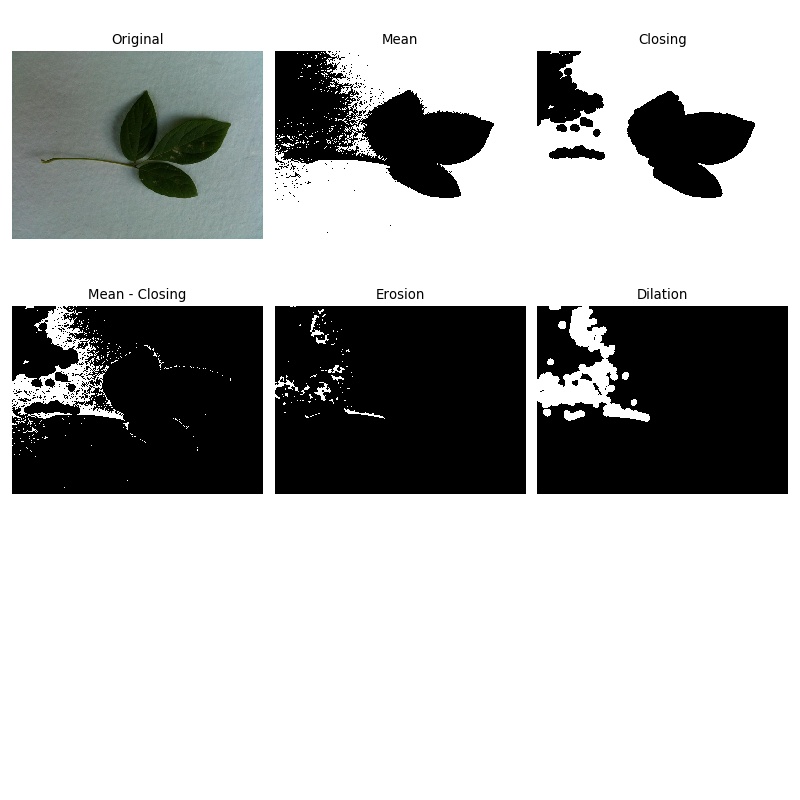 Original
Mean
Closing
Mean - Closing
Erosion
Dilation